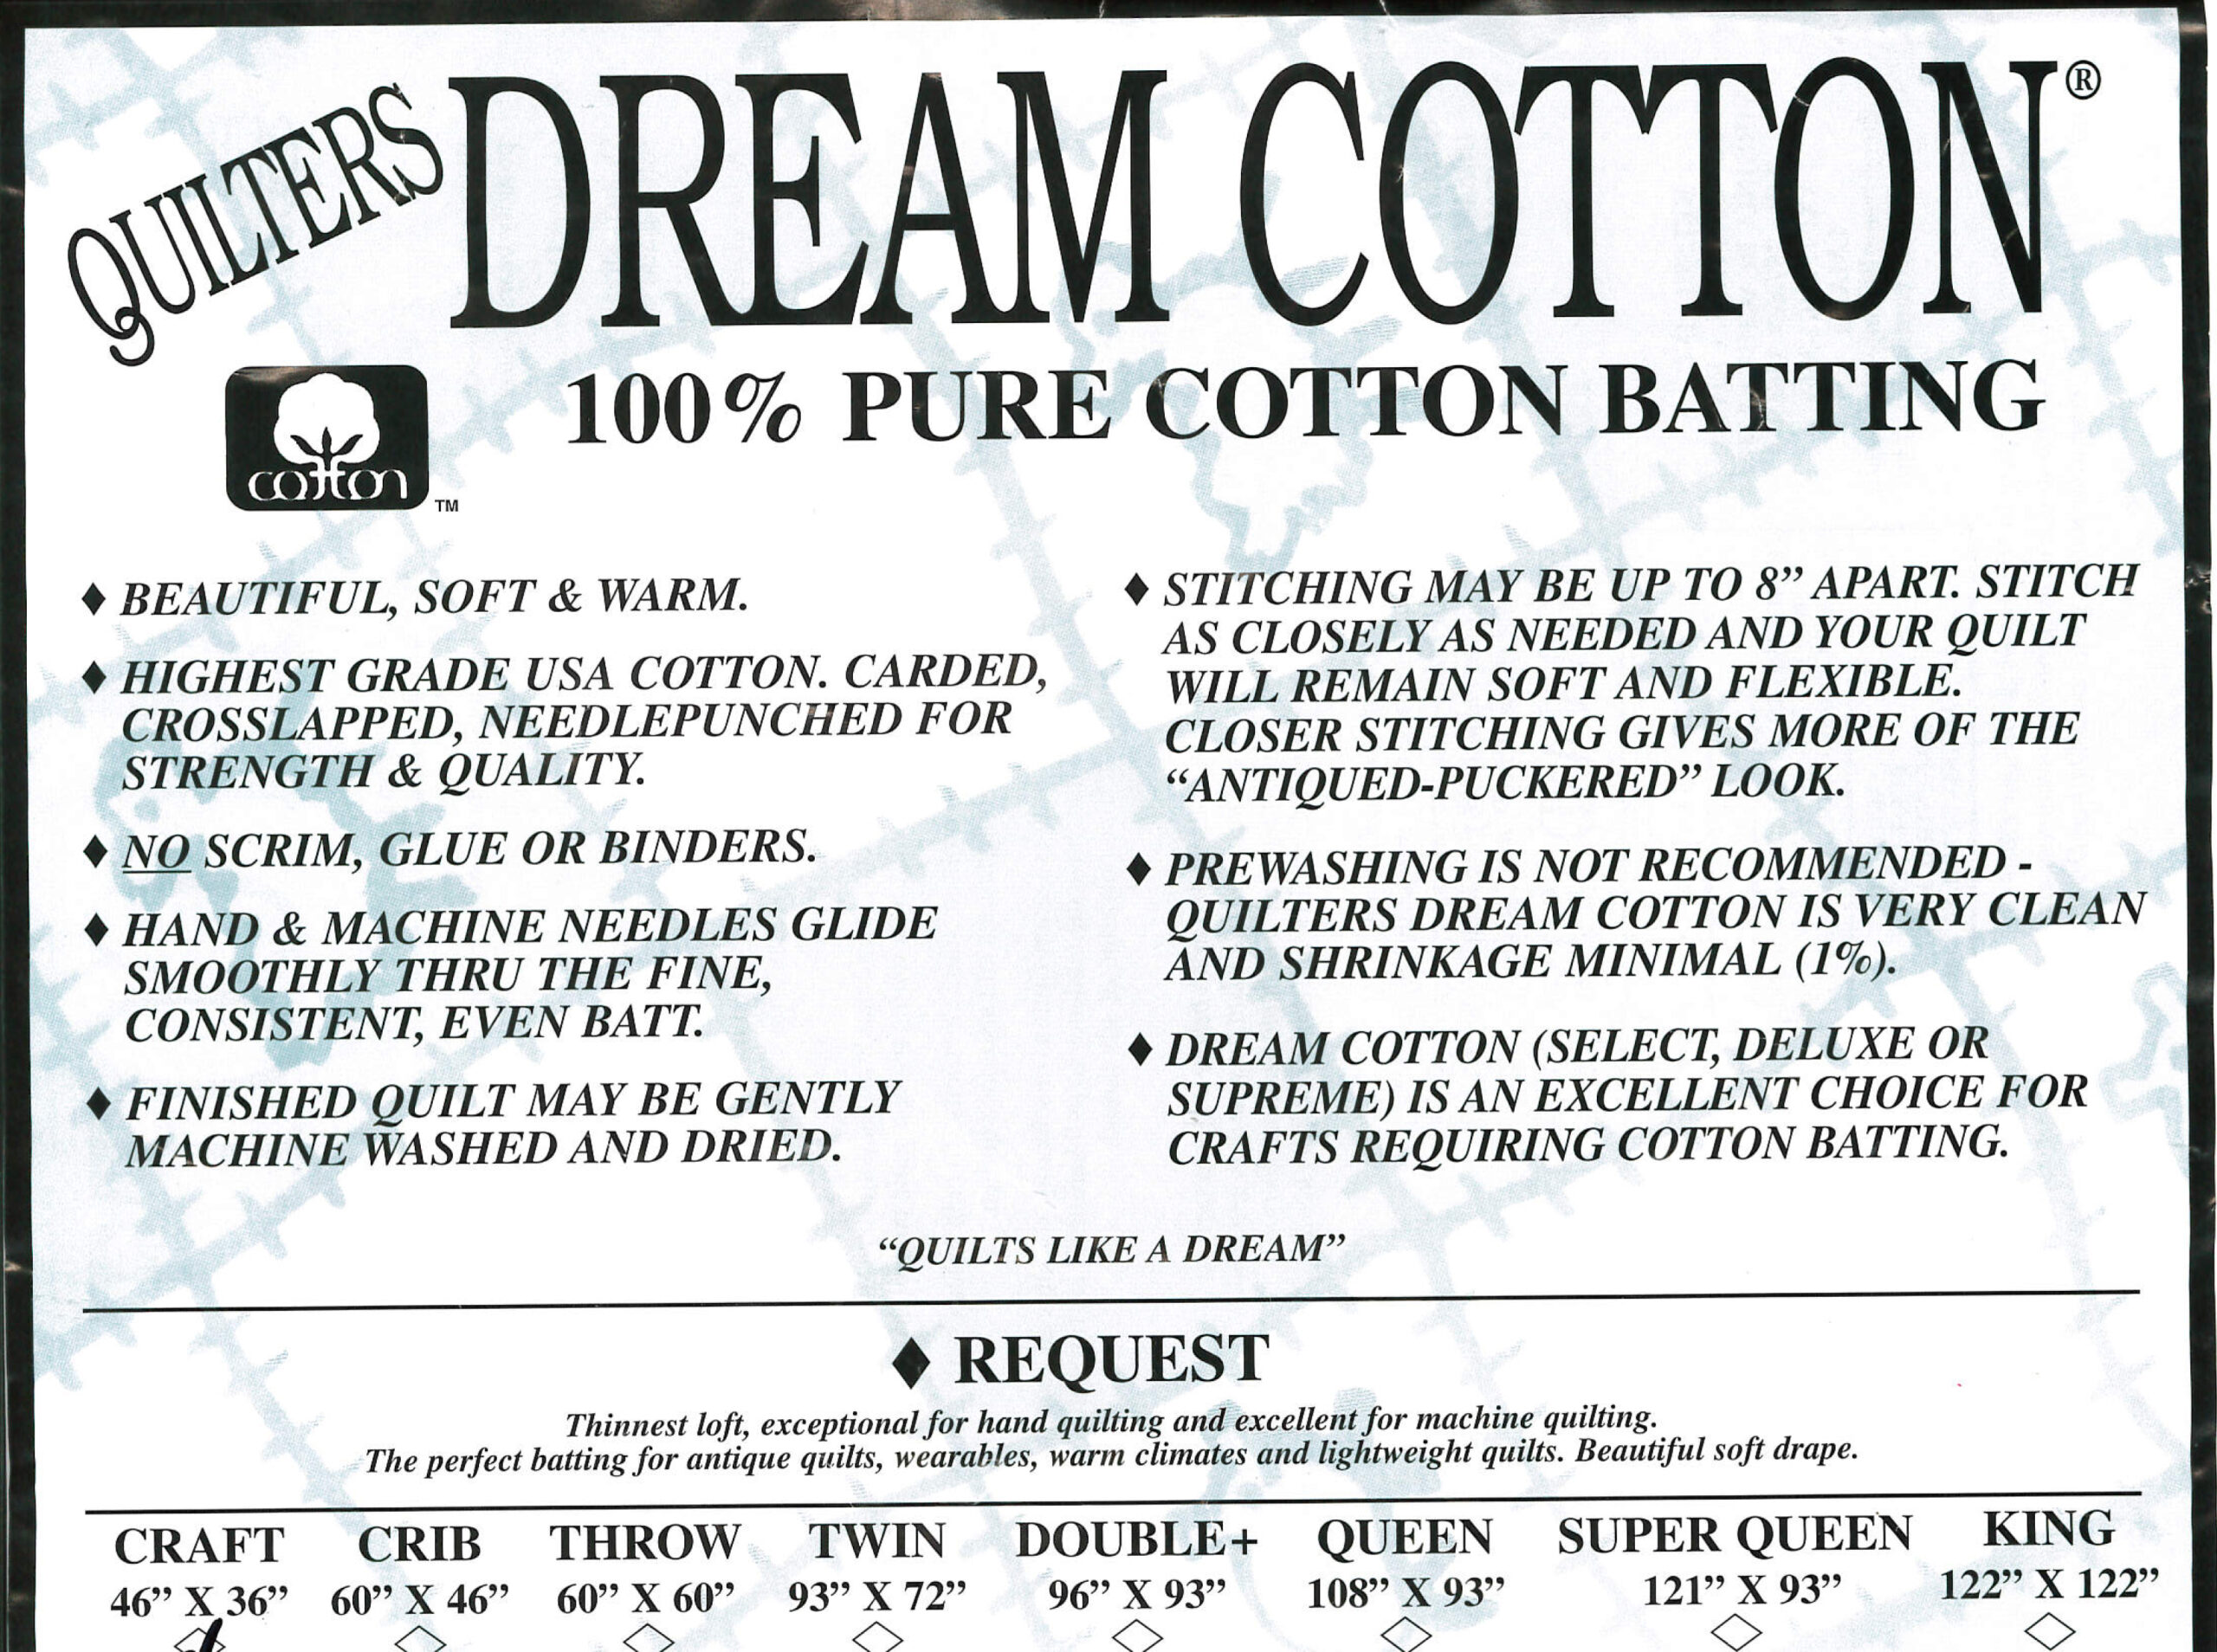 QUILTERS DREAM COTTON®
100% PURE COTTON BATTING
cotton TM
♦ BEAUTIFUL, SOFT & WARM.
♦ HIGHEST GRADE USA COTTON. CARDED,
CROSSLAPPED, NEEDLEPUNCHED FOR
STRENGTH & QUALITY.
♦ NO SCRIM, GLUE OR BINDERS.
♦ HAND & MACHINE NEEDLES GLIDE
SMOOTHLY THRU THE FINE,
CONSISTENT, EVEN BATT.
♦ FINISHED QUILT MAY BE GENTLY
MACHINE WASHED AND DRIED.
♦ STITCHING MAY BE UP TO 8” APART. STITCH
AS CLOSELY AS NEEDED AND YOUR QUILT
WILL REMAIN SOFT AND FLEXIBLE.
CLOSER STITCHING GIVES MORE OF THE
“ANTIQUED-PUCKERED” LOOK.
♦ PREWASHING IS NOT RECOMMENDED -
QUILTERS DREAM COTTON IS VERY CLEAN
AND SHRINKAGE MINIMAL (1%).
♦ DREAM COTTON (SELECT, DELUXE OR
SUPREME) IS AN EXCELLENT CHOICE FOR
CRAFTS REQUIRING COTTON BATTING.
“QUILTS LIKE A DREAM”
♦ REQUEST
Thinnest loft, exceptional for hand quilting and excellent for machine quilting.
The perfect batting for antique quilts, wearables, warm climates and lightweight quilts. Beautiful soft drape.
CRAFT CRIB THROW TWIN DOUBLE+ QUEEN SUPER QUEEN KING
46” X 36” 60” X 46” 60” X 60” 93” X 72” 96” X 93” 108” X 93” 121” X 93” 122” X 122”